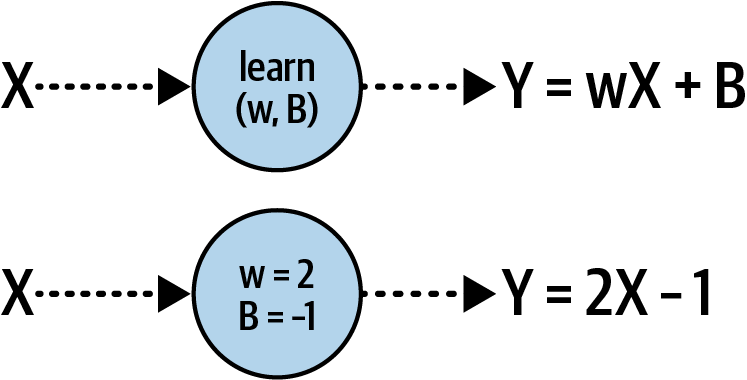 X learn (w, B) Y = wX + B
X w = 2 B = –1 Y = 2X – 1